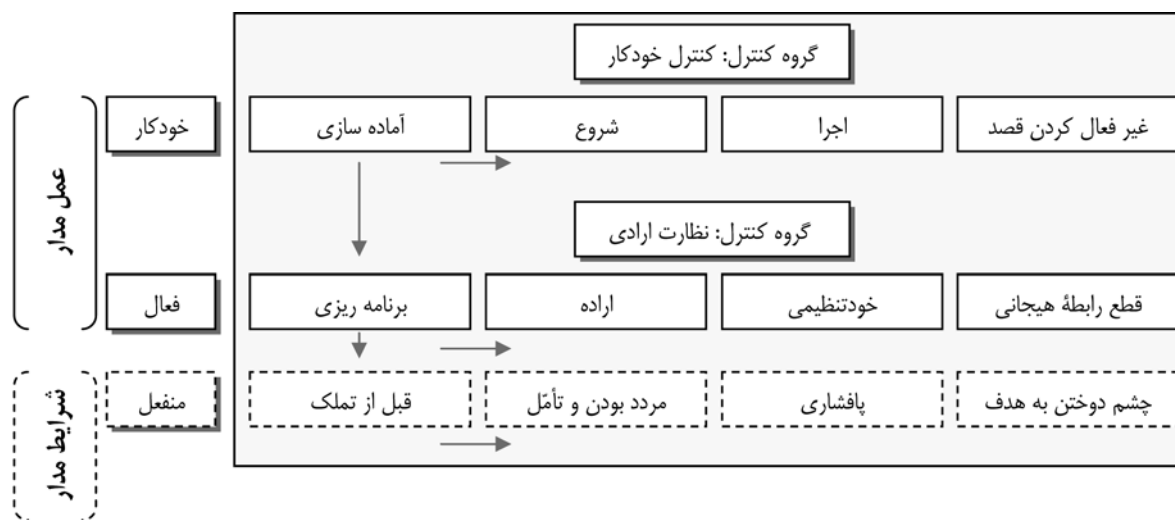 گروه کنترل: کنترل خودکار
خودکار
آماده سازی
شروع
اجرا
غیر فعال کردن قصد
عمل مدار
گروه کنترل: نظارت ارادی
فعال
برنامه ریزی
اراده
خودتنظیمی
قطع رابطهٔ هیجانی
شرایط مدار
منفعل
قبل از تملک
مردد بودن و تأمّل
پافشاری
چشم دوختن به هدف